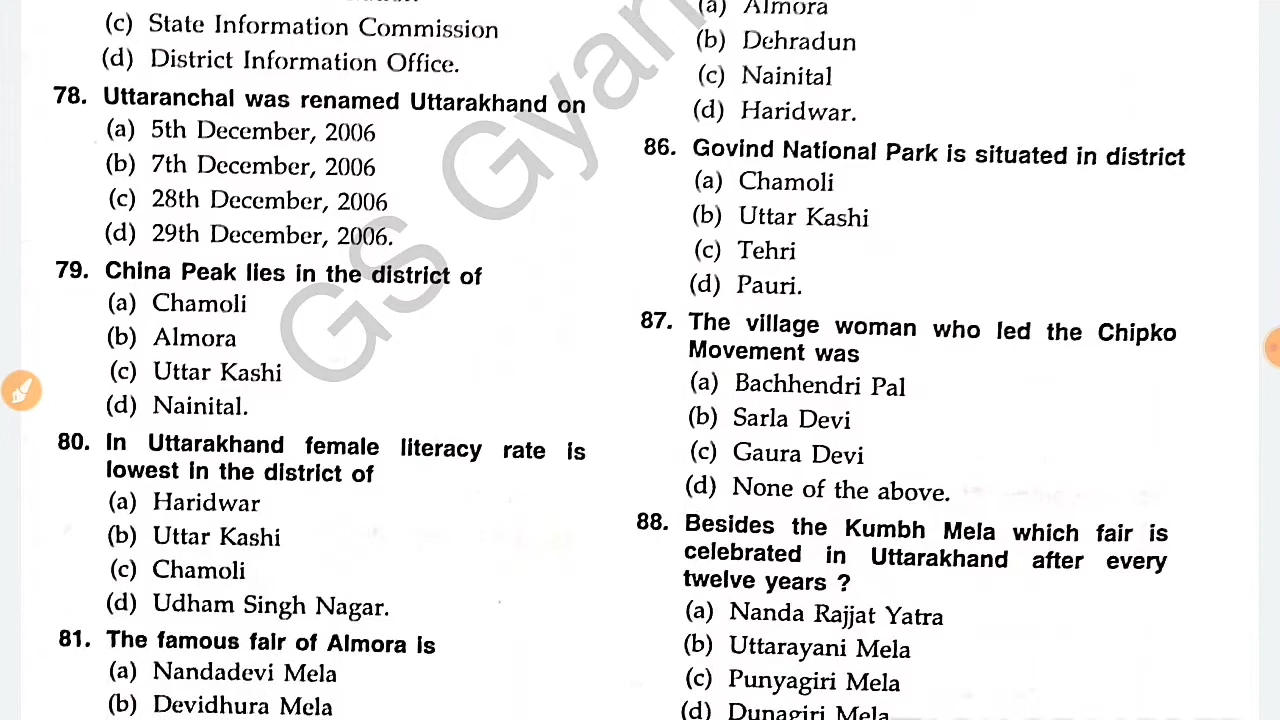 (c) State Information Commission
(d) District Information Office.
78. Uttaranchal was renamed Uttarakhand on
(a) 5th December, 2006
(b) 7th December, 2006
(c) 28th December, 2006
(d) 29th December, 2006.
79. China Peak lies in the district of
(a) Chamoli
(b) Almora
(c) Uttar Kashi
(d) Nainital.
80. In Uttarakhand female literacy rate is
lowest in the district of
(a) Haridwar
(b) Uttar Kashi
(c) Chamoli
(d) Udham Singh Nagar.
81. The famous fair of Almora is
(a) Nandadevi Mela
(b) Devidhura Mela
(a) Almora
(b) Dehradun
(c) Nainital
(d) Haridwar.
86. Govind National Park is situated in district
(a) Chamoli
(b) Uttar Kashi
(c) Tehri
(d) Pauri.
87. The village woman who led the Chipko
Movement was
(a) Bachhendri Pal
(b) Sarla Devi
(c) Gaura Devi
(d) None of the above.
88. Besides the Kumbh Mela which fair is
celebrated in Uttarakhand after every
twelve years ?
(a) Nanda Rajjat Yatra
(b) Uttarayani Mela
(c) Punyagiri Mela
(d) Dunagiri Mela
GS Gyan